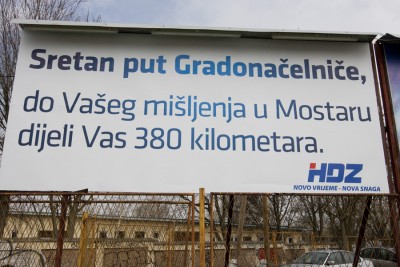 Sretan put Gradonačelniče,
do Vašeg mišljenja u Mostaru
dijeli Vas 380 kilometara.
HDZ
NOVO VRIJEME - NOVA SNAGA